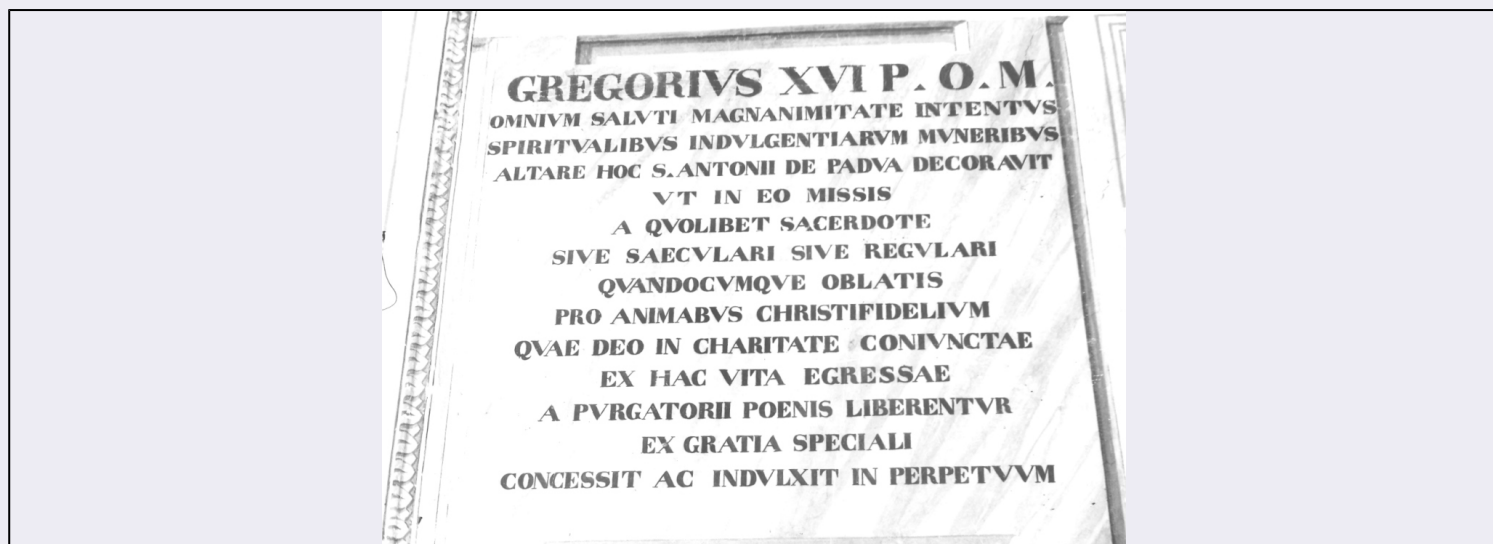 GREGORIVS XVI P. O. M.
OMNIVM SALVTI MAGNANIMITATE INTENTVS
SPIRITVALIBVS INDVLGENTIARVM MVNERIBVS
ALTARE HOC S. ANTONII DE PADVA DECORAVIT
VT IN EO MISSIS
A QVOLIBET SACERDOTE
SIVE SAECVLARI SIVE REGVLARI
QVANDOCVMQVE OBLATIS
PRO ANIMABVS CHRISTIFIDELIVM
QVAE DEO IN CHARITATE CONIVNCTAE
EX HAC VITA EGRESSAE
A PVRGATORII POENIS LIBERENTVR
EX GRATIA SPECIALI
CONCESSIT AC INDVLXIT IN PERPETVVM